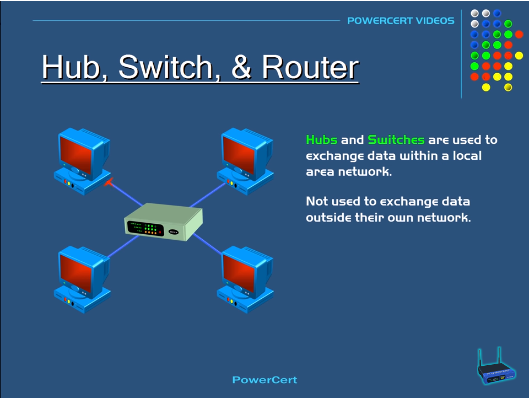 POWERCERT VIDEOS
Hub, Switch, & Router
Hubs and Switches are used to
exchange data within a local
area network.
Not used to exchange data
outside their own network.
PowerCert